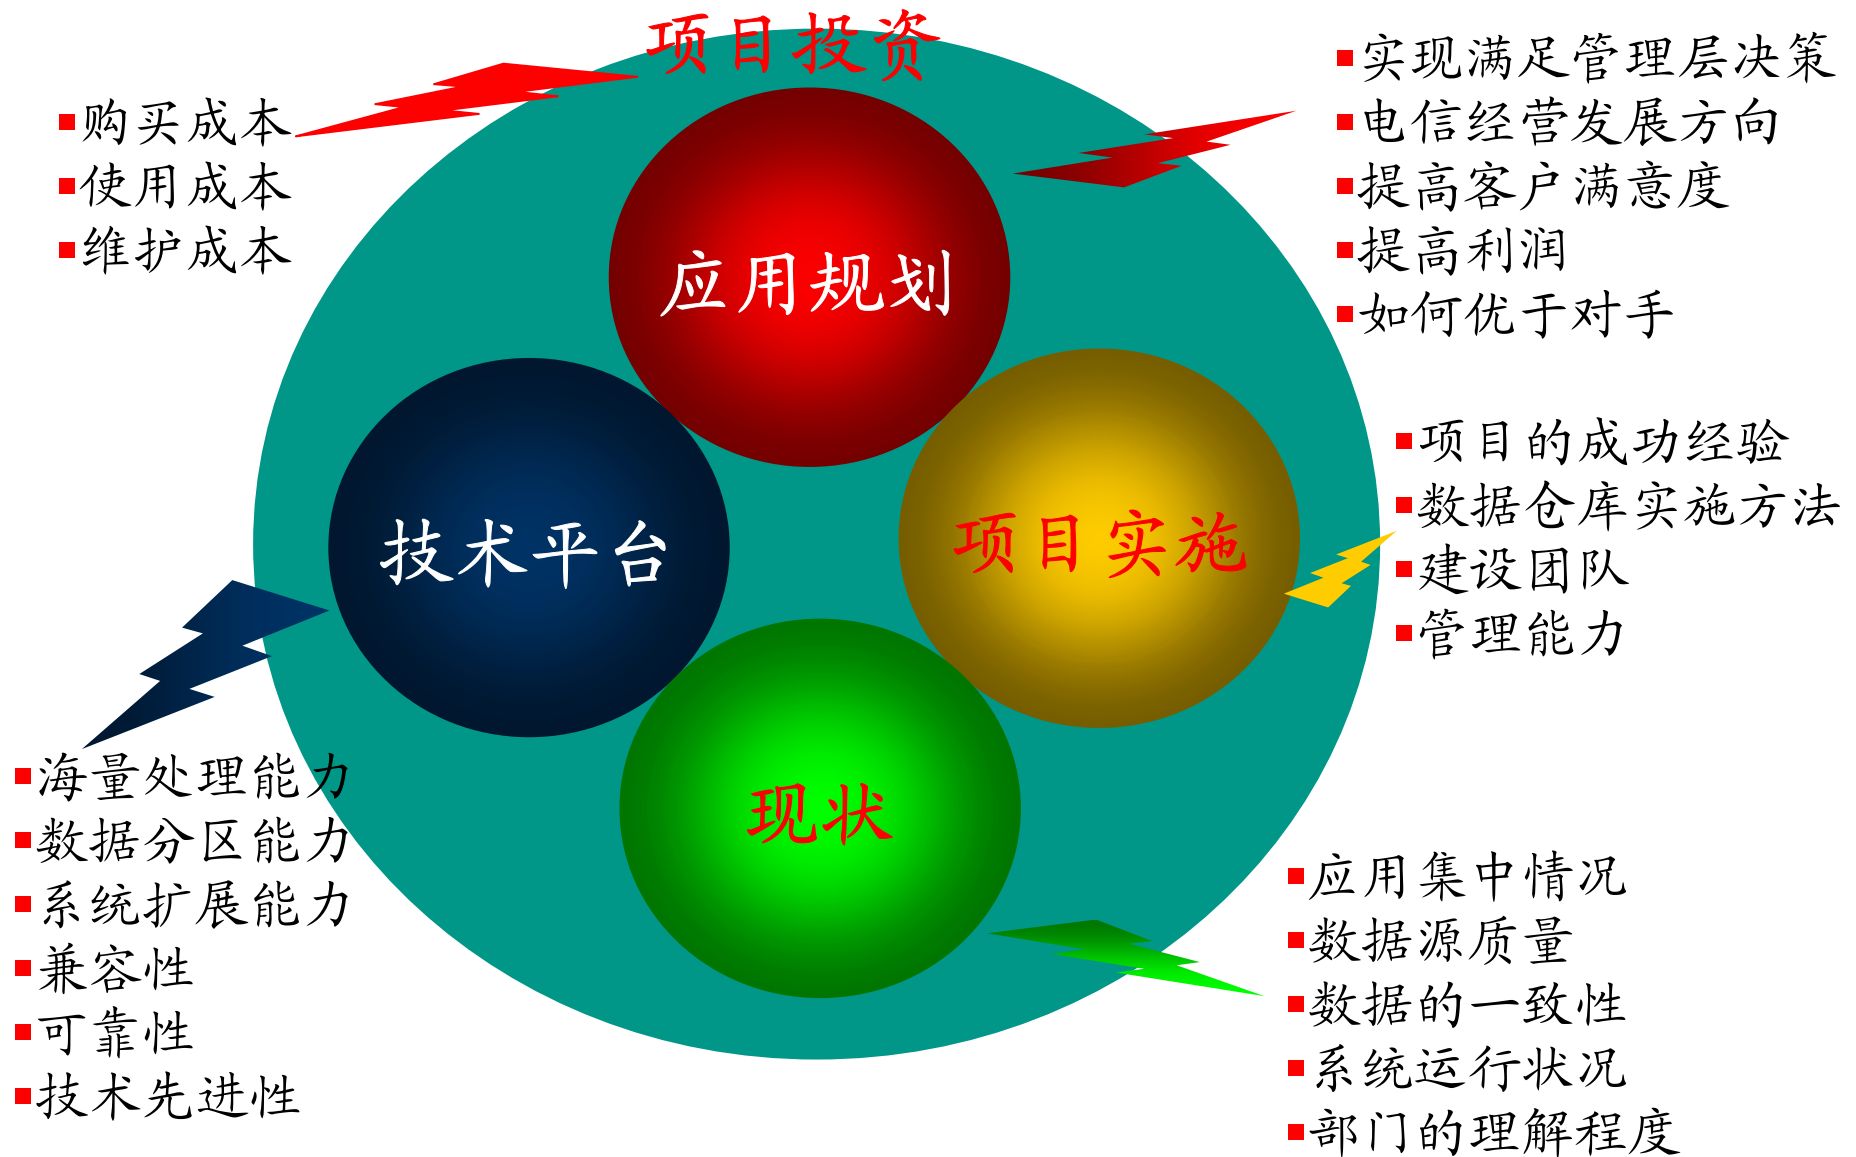 项目投资
■购买成本
■使用成本
■维护成本
■实现满足管理层决策
■电信经营发展方向
■提高客户满意度
■提高利润
■如何优于对手
应用规划
技术平台
项目实施
■项目的成功经验
■数据仓库实施方法
■建设团队
■管理能力
现状
■海量处理能力
■数据分区能力
■系统扩展能力
■兼容性
■可靠性
■技术先进性
■应用集中情况
■数据源质量
■数据的一致性
■系统运行状况
■部门的理解程度